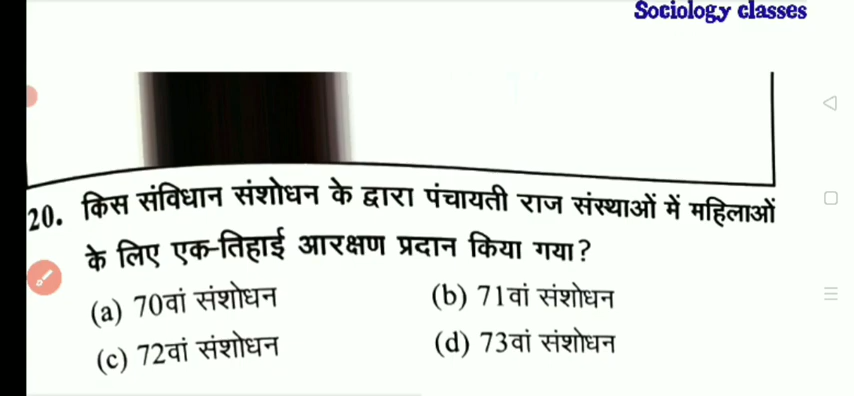 Sociology classes
20. किस संविधान संशोधन के द्वारा पंचायती राज संस्थाओं में महिलाओं
के लिए एक-तिहाई आरक्षण प्रदान किया गया?
(a) 70वां संशोधन (b) 71वां संशोधन
(c) 72वां संशोधन (d) 73वां संशोधन